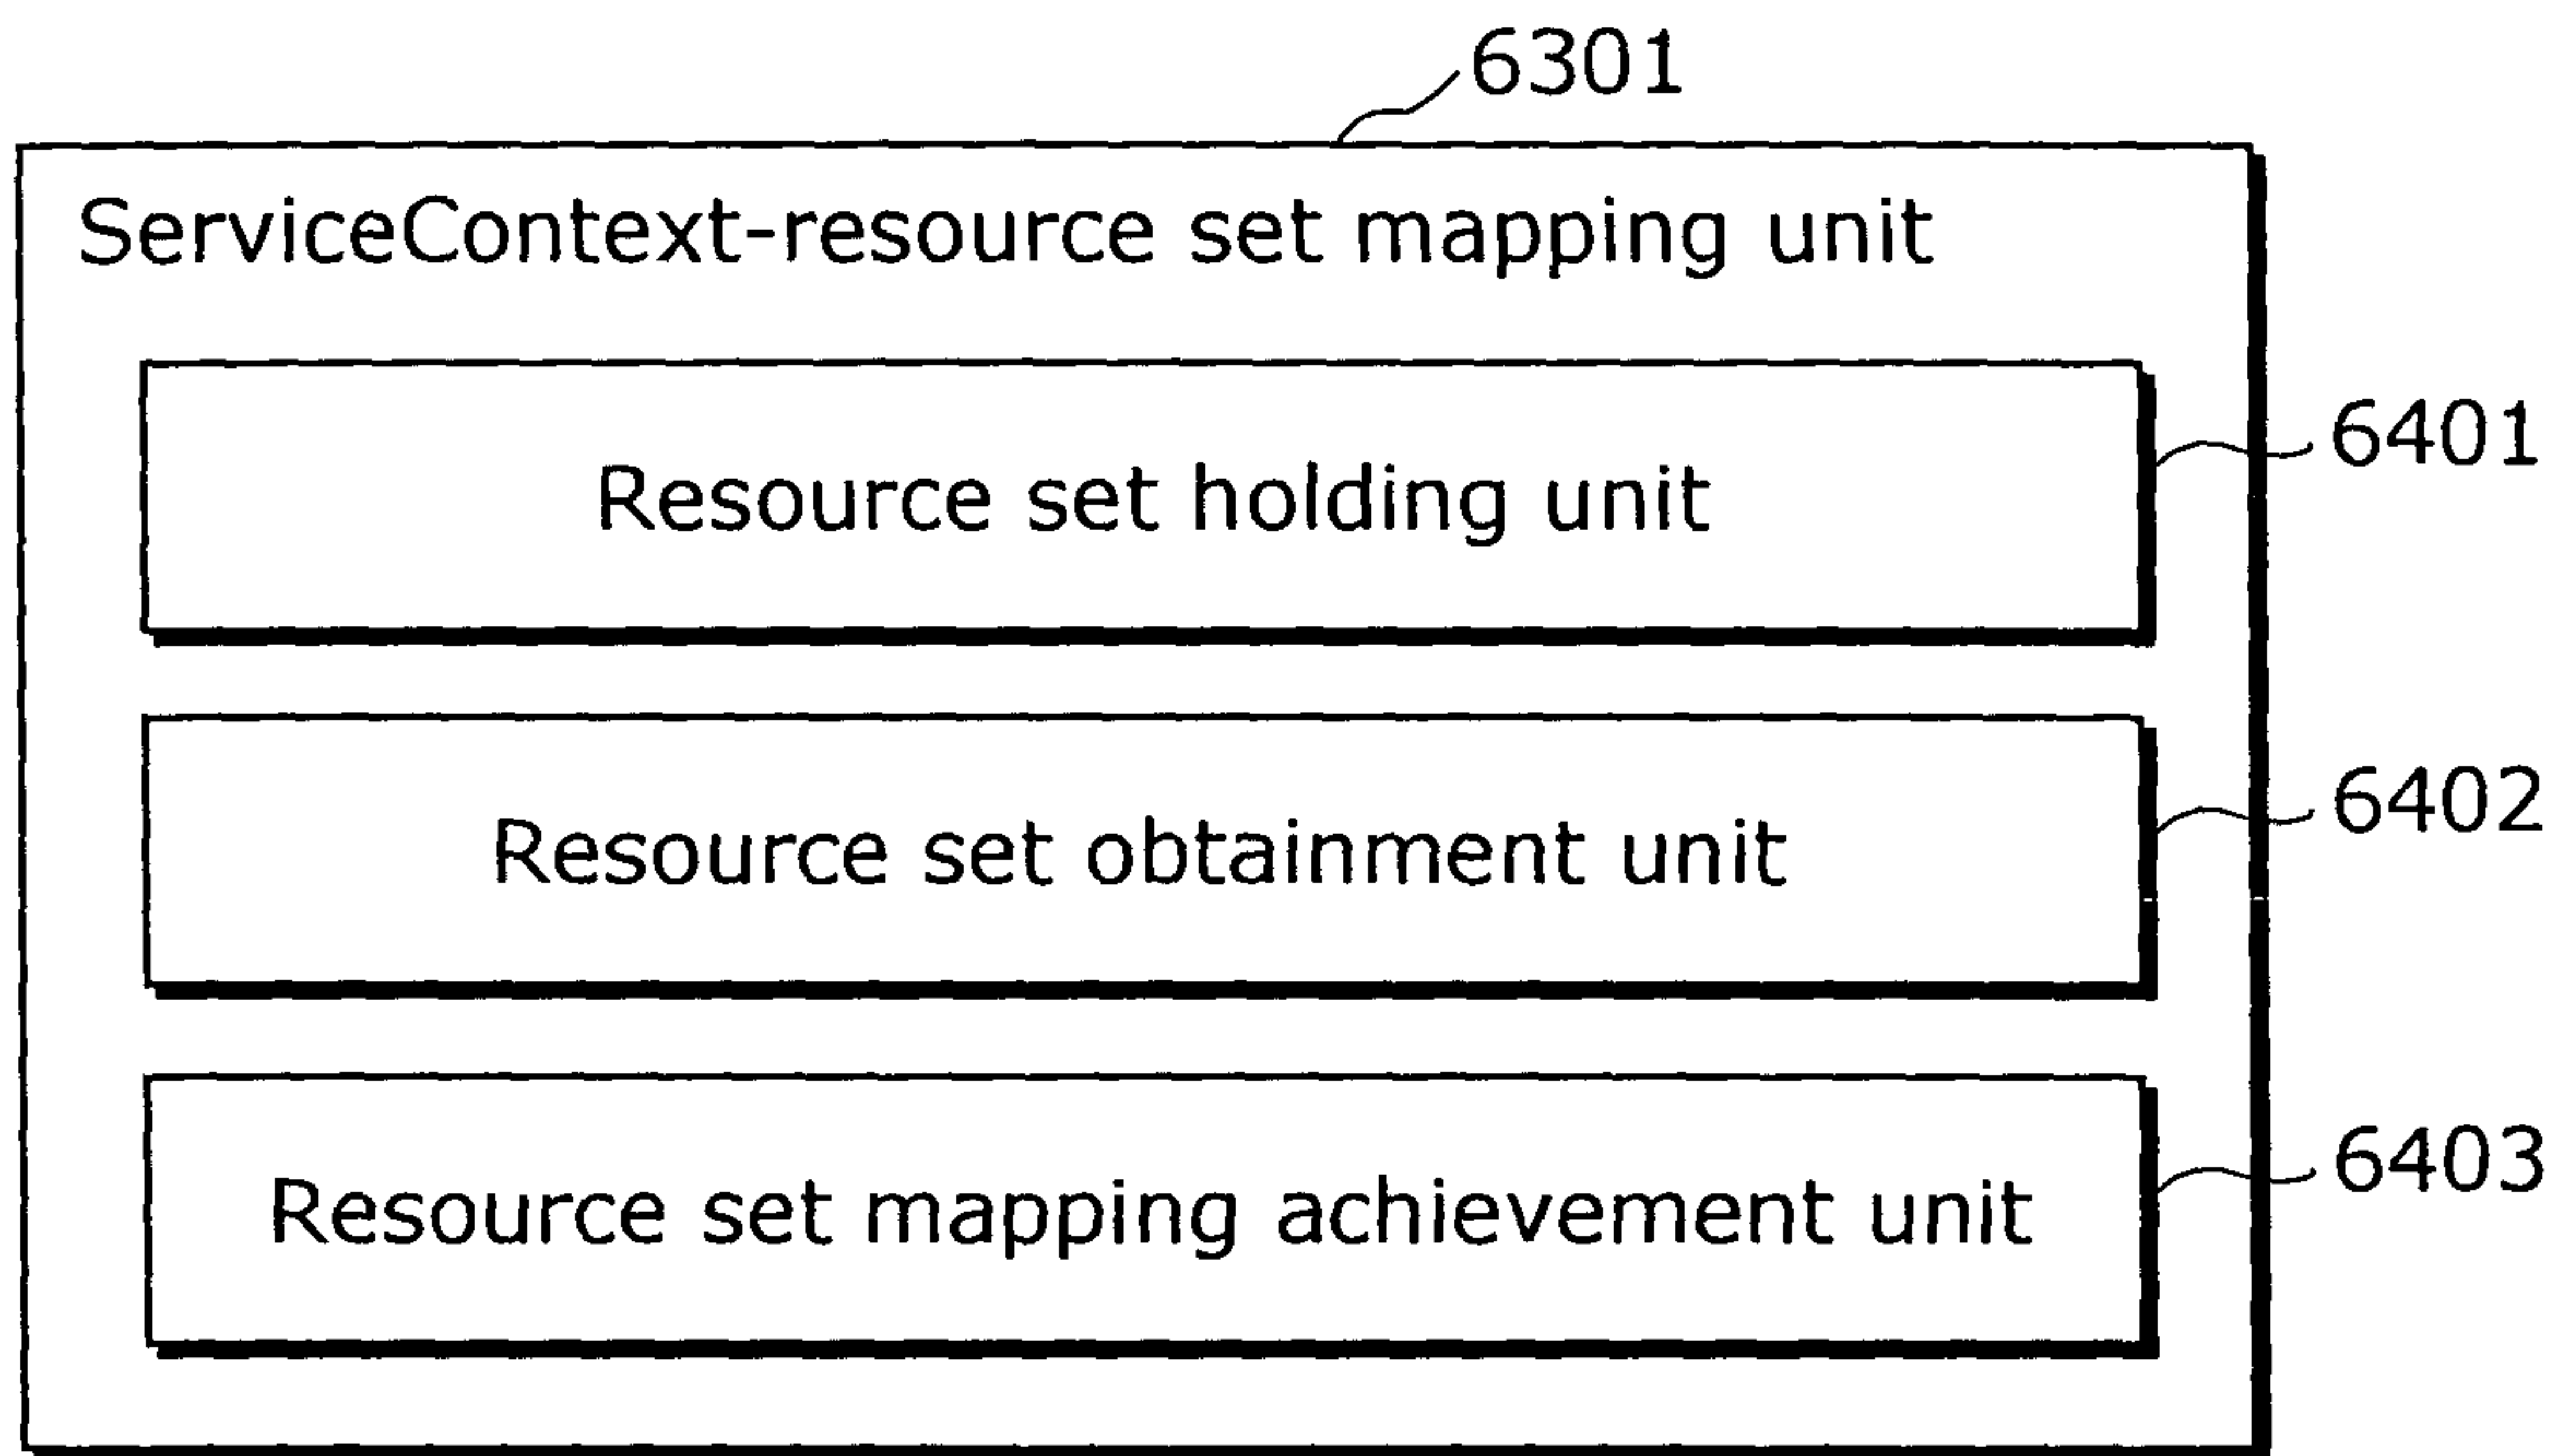 6301
ServiceContext-resource set mapping unit
Resource set holding unit
6401
Resource set obtainment unit
6402
Resource set mapping achievement unit
6403